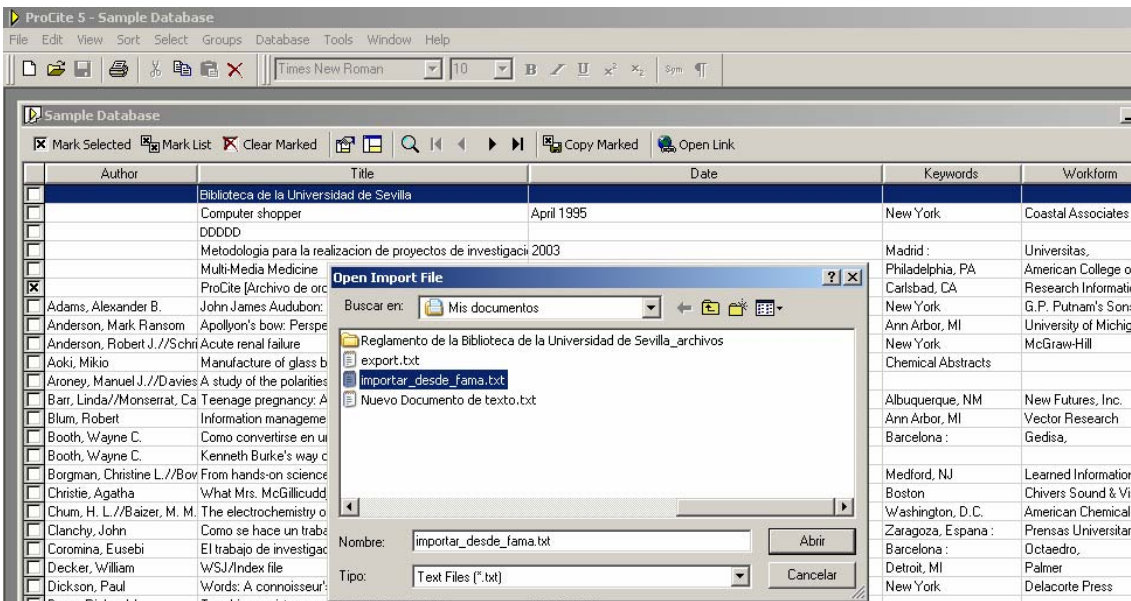 ProCite 5 - Sample Database
File Edit View Sort Select Groups Database Tools Window Help
Times New Roman 10 B I U x² x₂ Sym ¶
Sample Database
Mark Selected Mark List Clear Marked Copy Marked Open Link
Author Title Date Keywords Workform
Biblioteca de la Universidad de Sevilla
Computer shopper April 1995 New York Coastal Associates
DDDDD
Metodologia para la realizacion de proyectos de investigaci 2003 Madrid : Universitas,
Multi-Media Medicine Philadelphia, PA American College o
ProCite [Archivo de orc Carlsbad, CA Research Informati
Adams, Alexander B. John James Audubon: New York G.P. Putnam's Sons
Anderson, Mark Ransom Apollyon's bow: Perspe Ann Arbor, MI University of Michig
Anderson, Robert J.//Schri Acute renal failure New York McGraw-Hill
Aoki, Mikio Manufacture of glass b Chemical Abstracts
Aroney, Manuel J.//Davies A study of the polarities
Barr, Linda//Monserrat, Ca Teenage pregnancy: A Albuquerque, NM New Futures, Inc.
Blum, Robert Information manageme Ann Arbor, MI Vector Research
Booth, Wayne C. Como convertirse en u Barcelona : Gedisa,
Booth, Wayne C. Kenneth Burke's way o
Borgman, Christine L.//Bov From hands-on science Medford, NJ Learned Information
Christie, Agatha What Mrs. McGillicudd Boston Chivers Sound & Vi
Chum, H. L.//Baizer, M. M. The electrochemistry o Washington, D.C. American Chemical
Clanchy, John Como se hace un traba Zaragoza, Espana : Prensas Universitar
Coromina, Eusebi El trabajo de investigac Barcelona : Octaedro,
Decker, William WSJ/Index file Detroit, MI Palmer
Dickson, Paul Words: A connoisseur's New York Delacorte Press
Open Import File
Buscar en: Mis documentos
Reglamento de la Biblioteca de la Universidad de Sevilla_archivos
export.txt
importar_desde_fama.txt
Nuevo Documento de texto.txt
Nombre: importar_desde_fama.txt Abrir
Tipo: Text Files (*.txt) Cancelar